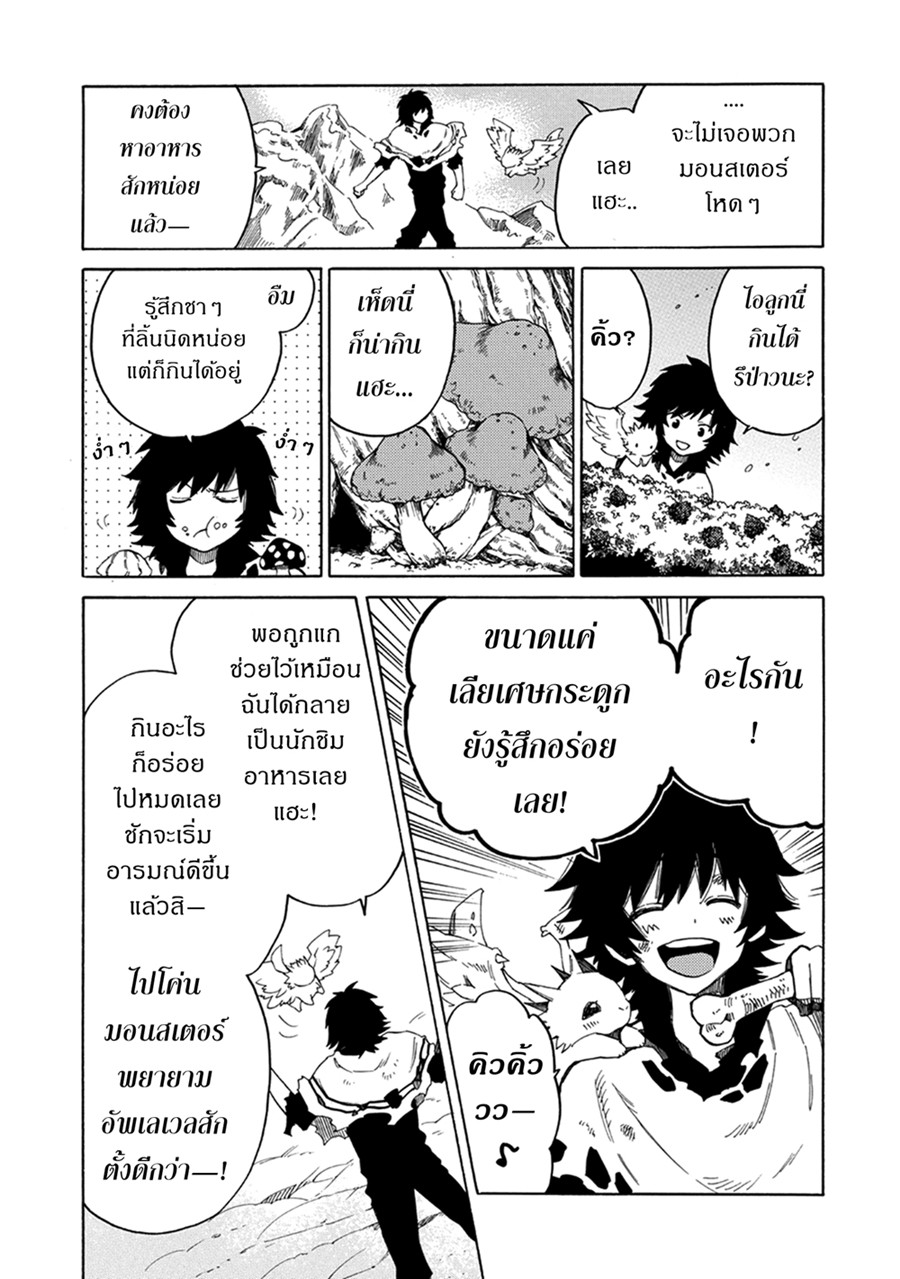 ....
จะไม่เจอพวก
มอนสเตอร์
โหดๆ
เลย
แฮะ..
คงต้อง
หาอาหาร
สักหน่อย
แล้ว—
ไอลูกนี่
กินได้
รึป่าวนะ?
คิ้ว?
เห็ดนี่
ก็น่ากิน
แฮะ...
อืม
รู้สึกชาๆ
ที่ลิ้นนิดหน่อย
แต่ก็กินได้อยู่
ง่ำๆ
ง่ำๆ
อะไรกัน
!
ขนาดแค่
เลียเศษกระดูก
ยังรู้สึกอร่อย
เลย!
คิวคิ้ว
วว—
พอถูกแก
ช่วยไว้เหมือน
ฉันได้กลาย
เป็นนักชิม
อาหารเลย
แฮะ!
กินอะไร
ก็อร่อย
ไปหมดเลย
ชักจะเริ่ม
อารมณ์ดีขึ้น
แล้วสิ—
ไปโค่น
มอนสเตอร์
พยายาม
อัพเลเวลสัก
ตั้งดีกว่า—!